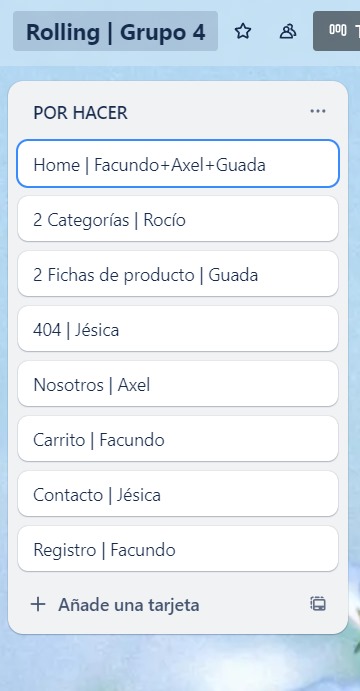 Rolling | Grupo 4
POR HACER
Home | Facundo+Axel+Guada
2 Categorías | Rocío
2 Fichas de producto | Guada
404 | Jésica
Nosotros | Axel
Carrito | Facundo
Contacto | Jésica
Registro | Facundo
Añade una tarjeta